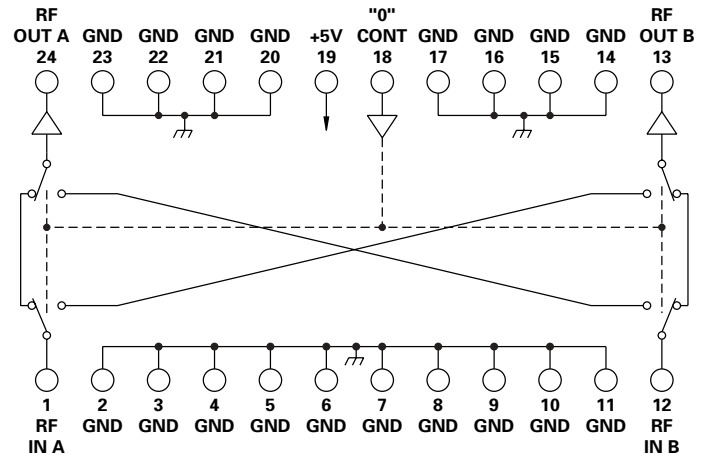 RF "0" RF
OUT A GND GND GND GND +5V CONT GND GND GND GND OUT B
24 23 22 21 20 19 18 17 16 15 14 13
1 2 3 4 5 6 7 8 9 10 11 12
RF GND GND GND GND GND GND GND GND GND GND RF
IN A IN B